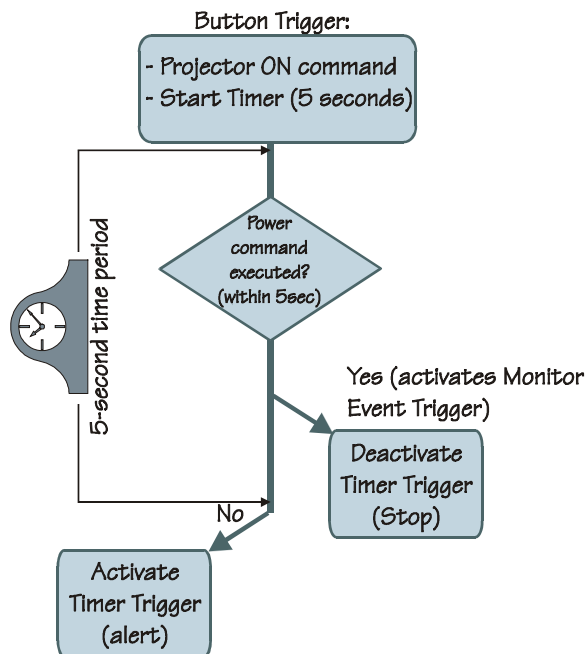 Button Trigger:
- Projector ON command
- Start Timer (5 seconds)
Power
command
executed?
(within 5sec)
5-second time period
Yes (activates Monitor
Event Trigger)
Deactivate
Timer Trigger
(Stop)
No
Activate
Timer Trigger
(alert)